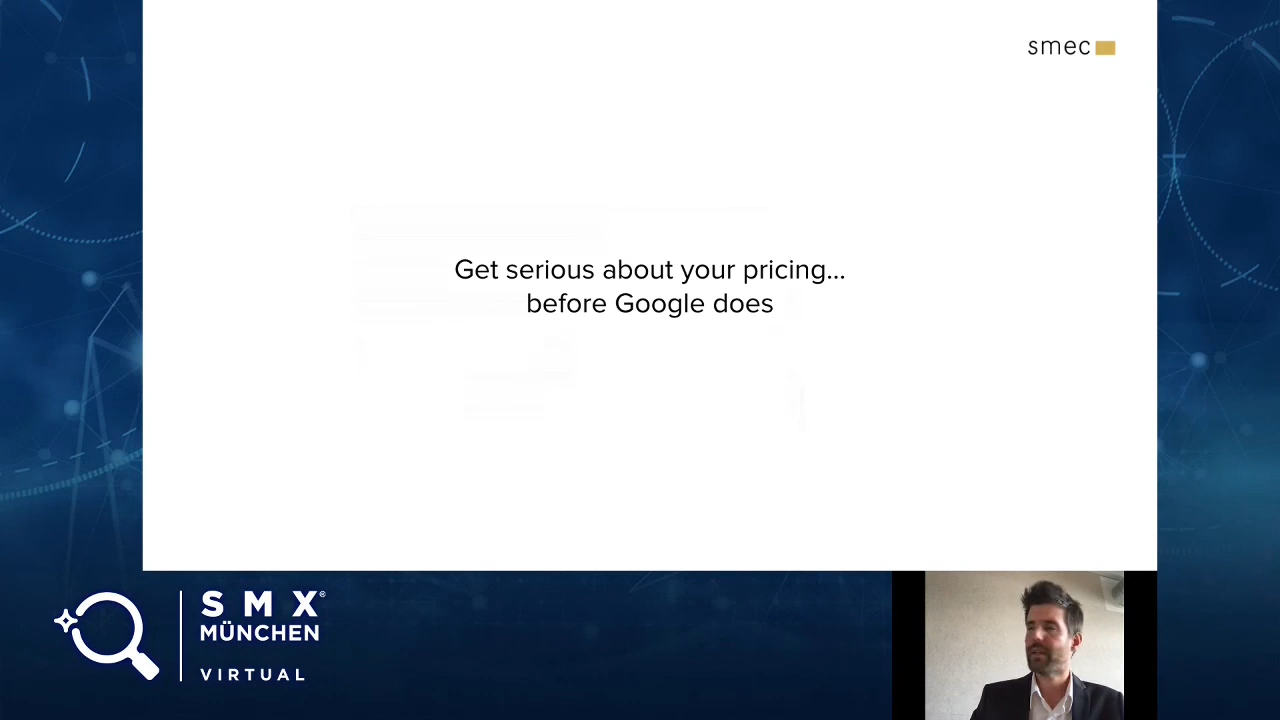 smec
Get serious about your pricing...
before Google does
SMX®
MÜNCHEN
VIRTUAL